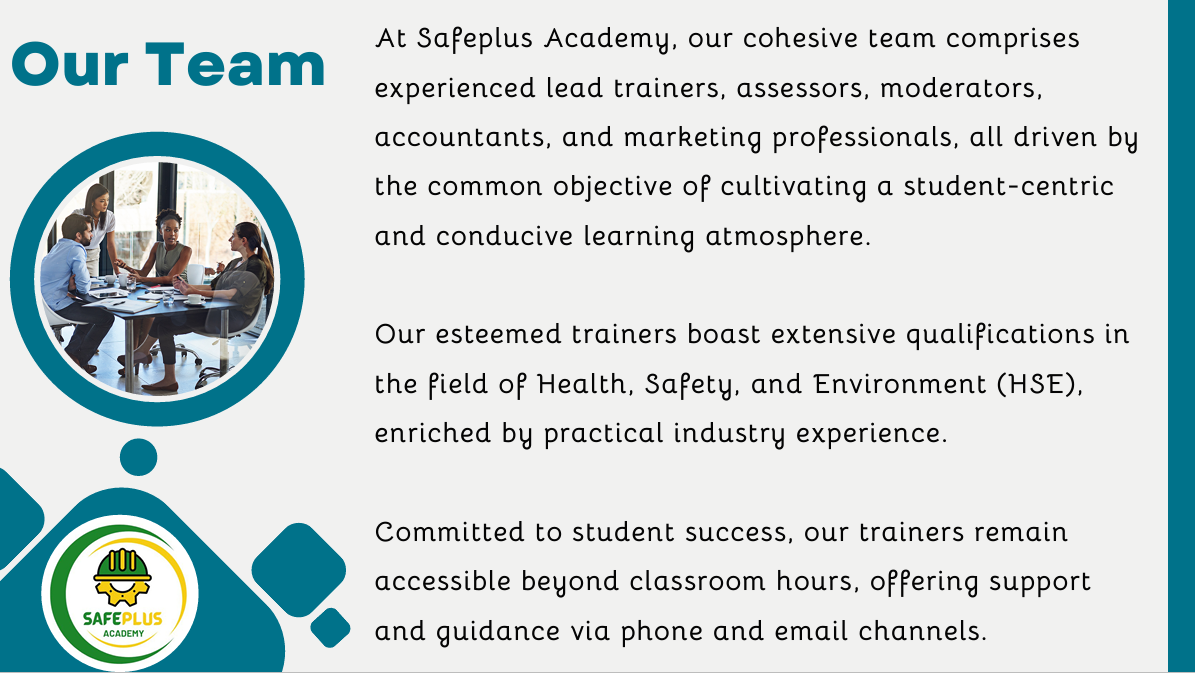 Our Team
At Safeplus Academy, our cohesive team comprises
experienced lead trainers, assessors, moderators,
accountants, and marketing professionals, all driven by
the common objective of cultivating a student-centric
and conducive learning atmosphere.
Our esteemed trainers boast extensive qualifications in
the field of Health, Safety, and Environment (HSE),
enriched by practical industry experience.
Committed to student success, our trainers remain
accessible beyond classroom hours, offering support
and guidance via phone and email channels.
SAFEPLUS
ACADEMY